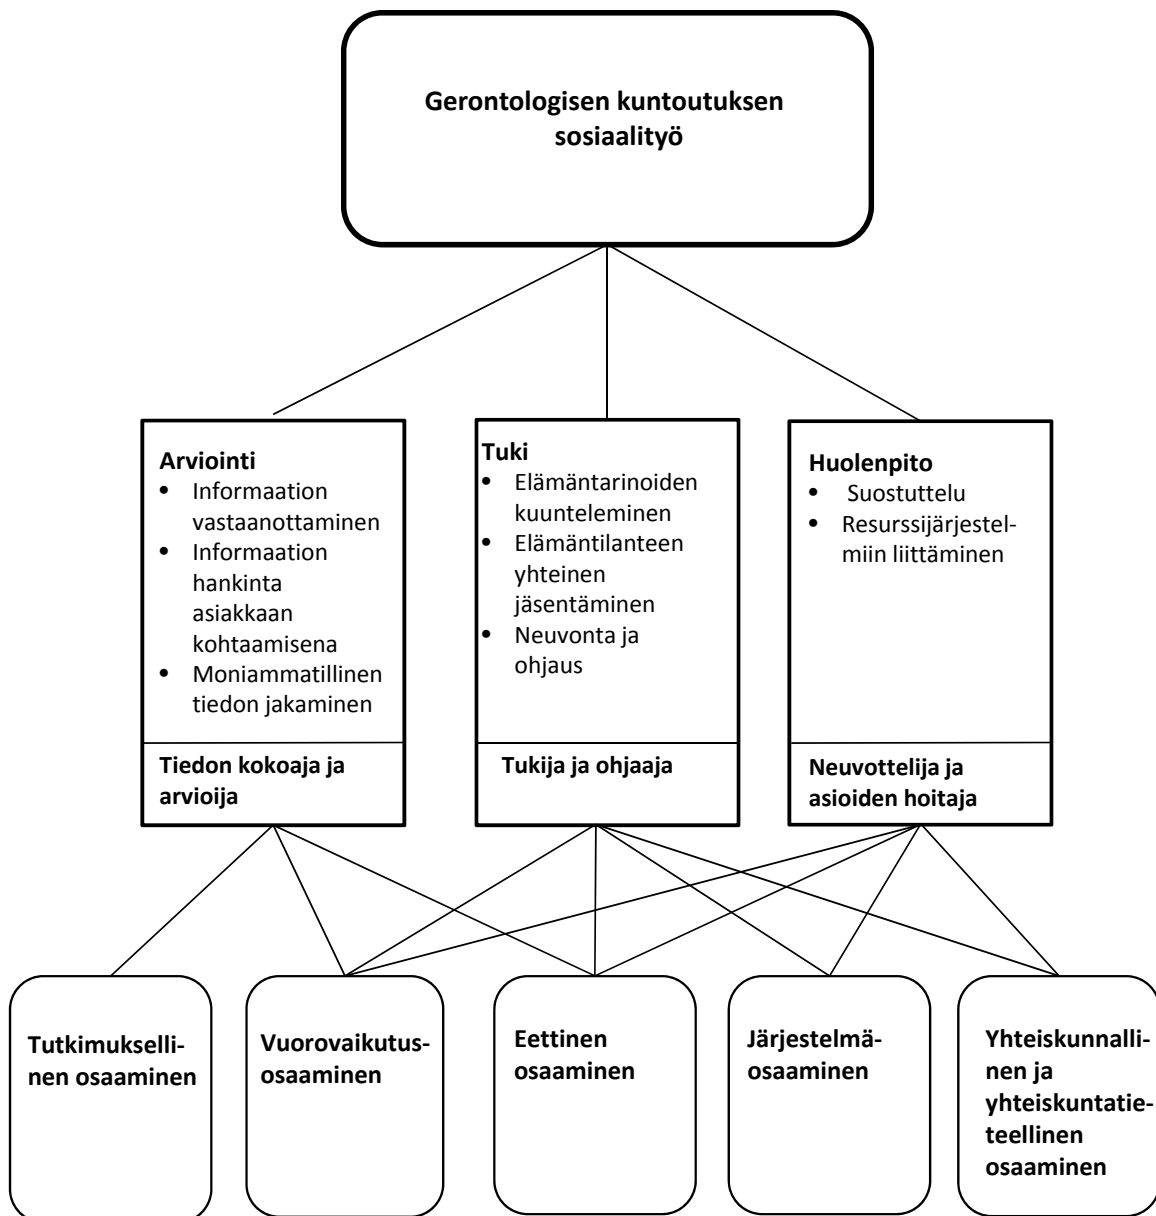 Gerontologisen kuntoutuksen
sosiaalityö
Arviointi
• Informaation
vastaanottaminen
• Informaation
hankinta
asiakkaan
kohtaamisena
• Moniammatillinen
tiedon jakaminen
Tiedon kokoaja ja
arvioija
Tuki
• Elämäntarinoiden
kuunteleminen
• Elämäntilanteen
yhteinen
jäsentäminen
• Neuvonta ja
ohjaus
Tukija ja ohjaaja
Huolenpito
• Suostuttelu
• Resurssijärjestel-
miin liittäminen
Neuvottelija ja
asioiden hoitaja
Tutkimukselli-
nen osaaminen
Vuorovaikutus-
osaaminen
Eettinen
osaaminen
Järjestelmä-
osaaminen
Yhteiskunnalli-
nen ja
yhteiskuntatie-
teellinen
osaaminen